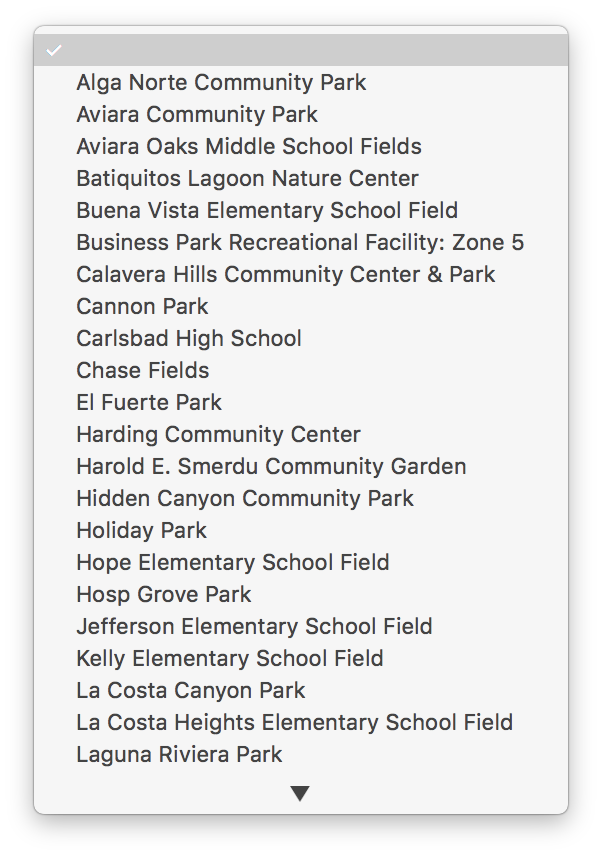 Alga Norte Community Park
Aviara Community Park
Aviara Oaks Middle School Fields
Batiquitos Lagoon Nature Center
Buena Vista Elementary School Field
Business Park Recreational Facility: Zone 5
Calavera Hills Community Center & Park
Cannon Park
Carlsbad High School
Chase Fields
El Fuerte Park
Harding Community Center
Harold E. Smerdu Community Garden
Hidden Canyon Community Park
Holiday Park
Hope Elementary School Field
Hosp Grove Park
Jefferson Elementary School Field
Kelly Elementary School Field
La Costa Canyon Park
La Costa Heights Elementary School Field
Laguna Riviera Park